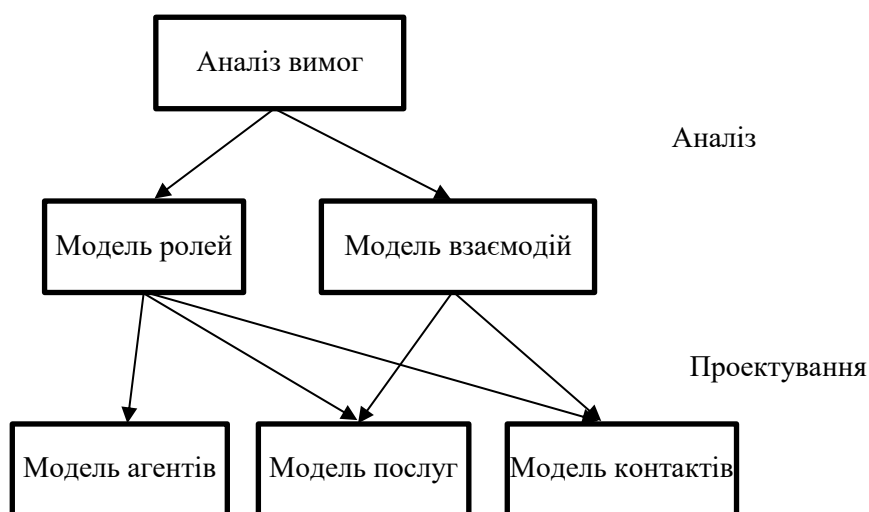 Аналіз вимог
Аналіз
Модель ролей
Модель взаємодій
Проектування
Модель агентів
Модель послуг
Модель контактів